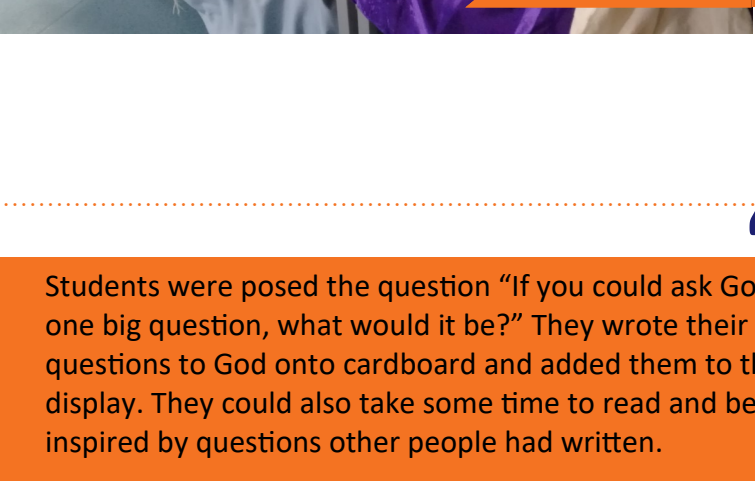 Students were posed the question “If you could ask Go
one big question, what would it be?” They wrote their
questions to God onto cardboard and added them to th
display. They could also take some time to read and be
inspired by questions other people had written.